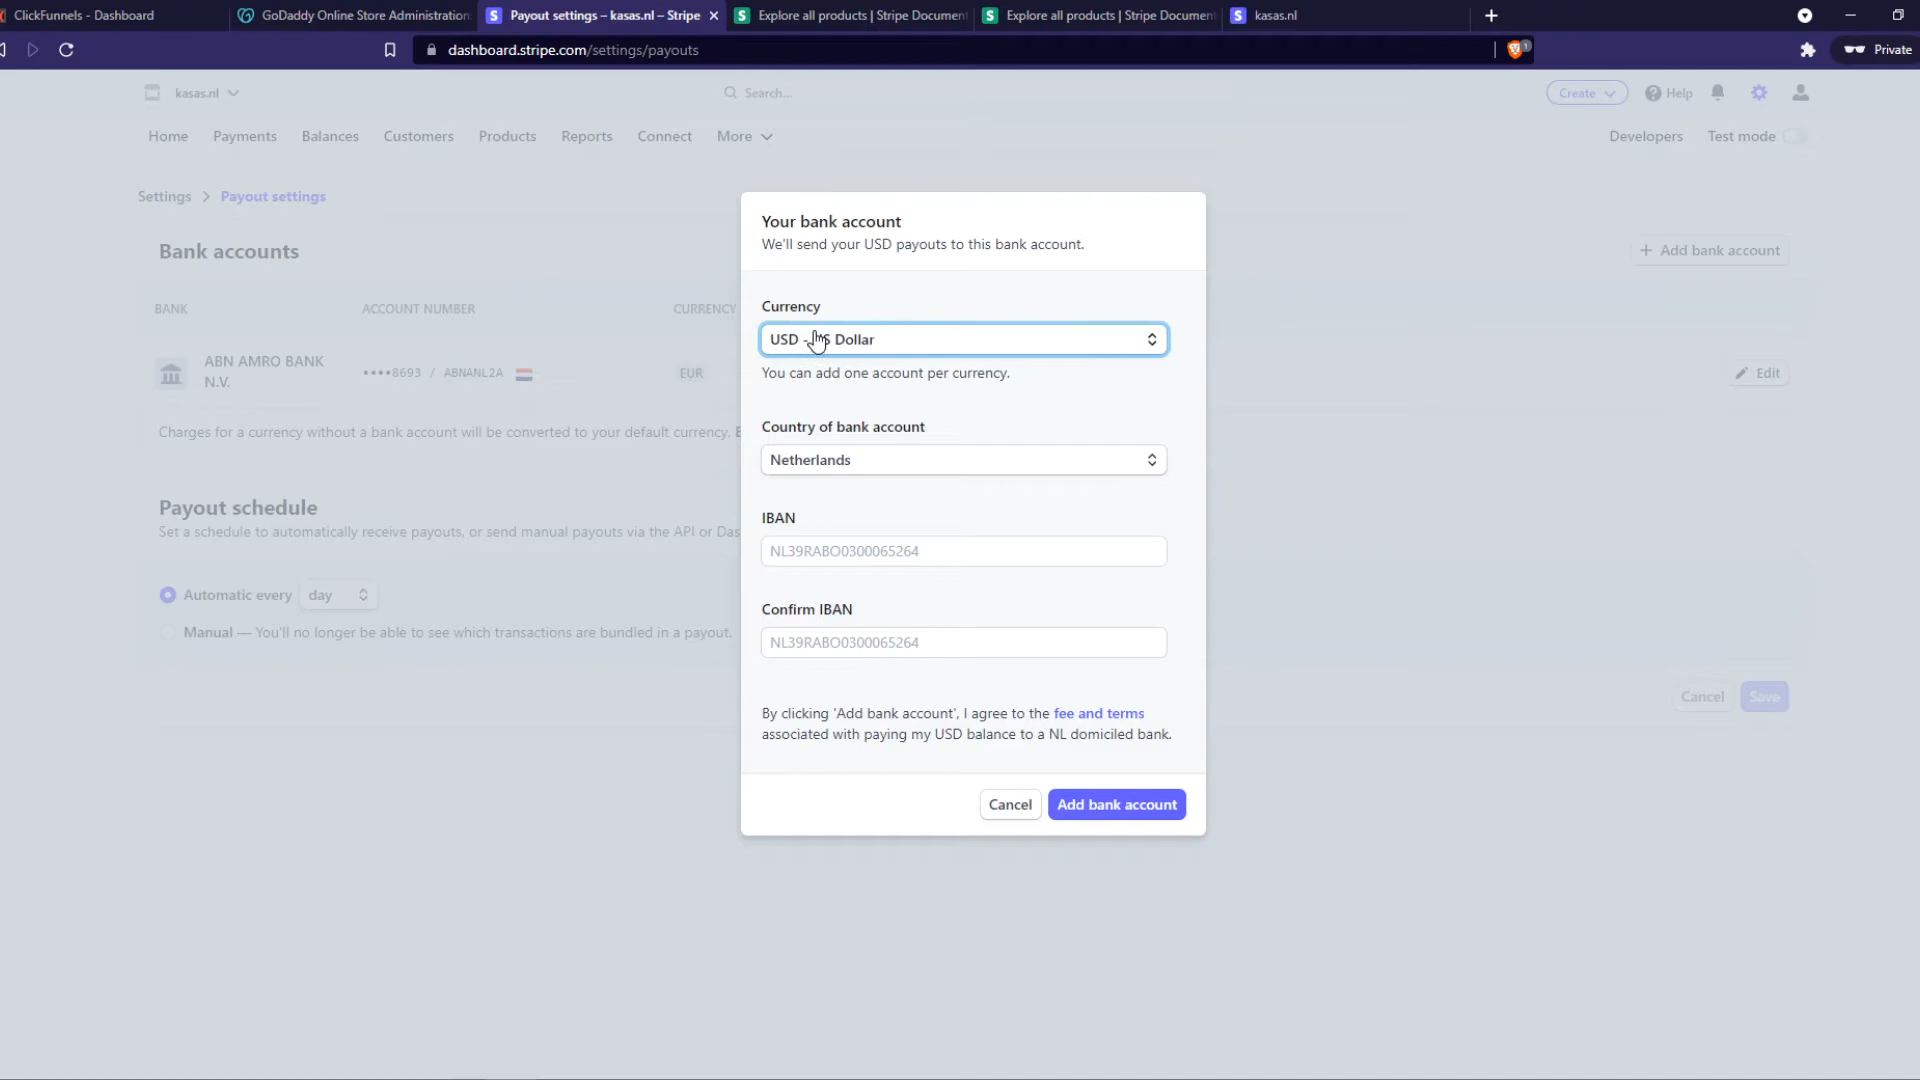 ClickFunnels - Dashboard
GoDaddy Online Store Administration
Payout settings – kasas.nl – Stripe
Explore all products | Stripe Document
Explore all products | Stripe Document
kasas.nl
dashboard.stripe.com/settings/payouts
1
Private
kasas.nl
Search...
Create
Help
Home
Payments
Balances
Customers
Products
Reports
Connect
More
Developers
Test mode
Settings > Payout settings
Bank accounts
+ Add bank account
BANK
ACCOUNT NUMBER
CURRENCY
ABN AMRO BANK
N.V.
••••8693 / ABNANL2A
EUR
Edit
Charges for a currency without a bank account will be converted to your default currency.
Payout schedule
Set a schedule to automatically receive payouts, or send manual payouts via the API or Das
Automatic every
day
Manual — You'll no longer be able to see which transactions are bundled in a payout.
Cancel
Save
Your bank account
We'll send your USD payouts to this bank account.
Currency
USD - US Dollar
You can add one account per currency.
Country of bank account
Netherlands
IBAN
NL39RABO0300065264
Confirm IBAN
NL39RABO0300065264
By clicking 'Add bank account', I agree to the fee and terms
associated with paying my USD balance to a NL domiciled bank.
Cancel
Add bank account